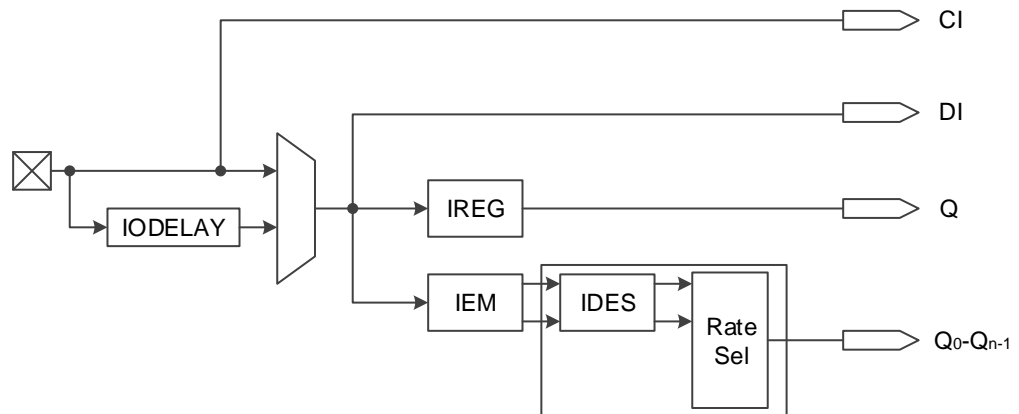 CI
DI
IODELAY
IREG
Q
IEM
IDES
Rate
Sel
Q0-Qn-1